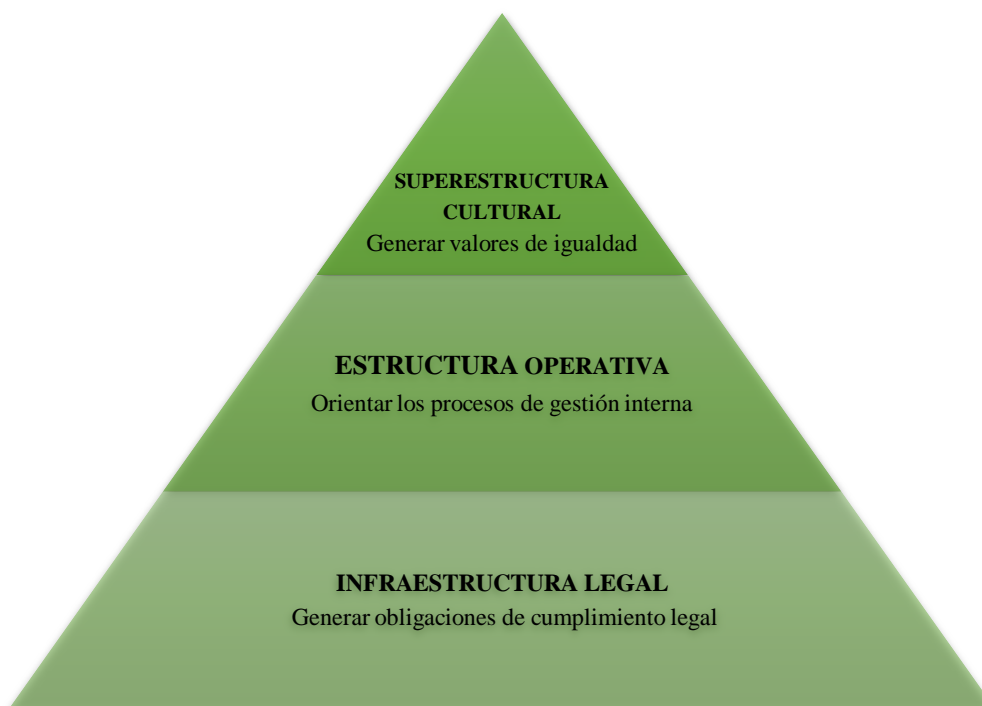 SUPERESTRUCTURA
CULTURAL
Generar valores de igualdad
ESTRUCTURA OPERATIVA
Orientar los procesos de gestión interna
INFRAESTRUCTURA LEGAL
Generar obligaciones de cumplimiento legal